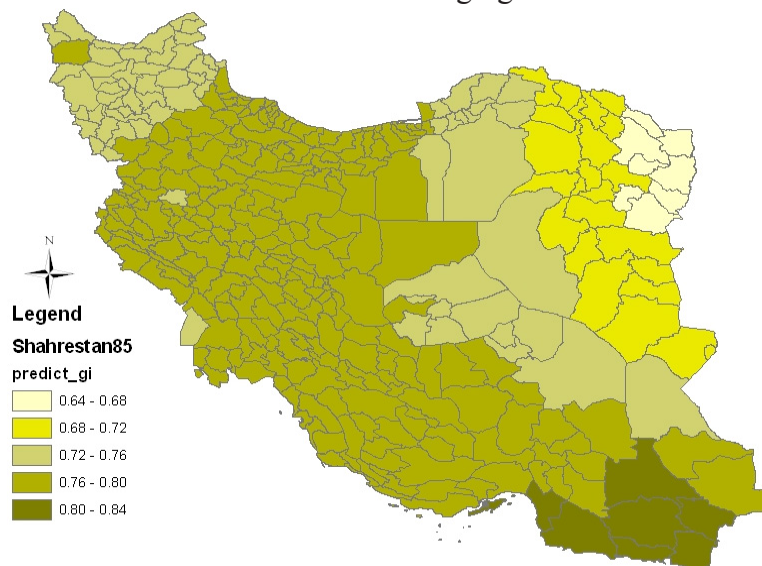 N
Legend
Shahrestan85
predict_gi
0.64 - 0.68
0.68 - 0.72
0.72 - 0.76
0.76 - 0.80
0.80 - 0.84